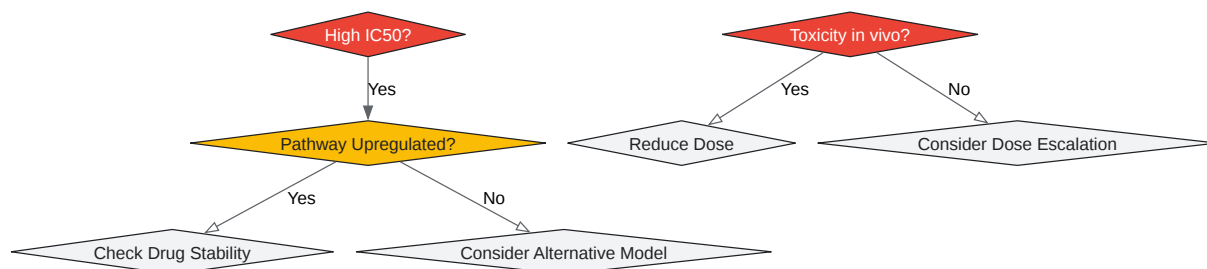 High IC50?
Toxicity in vivo?
Yes
Yes
No
Pathway Upregulated?
Reduce Dose
Consider Dose Escalation
Yes
No
Check Drug Stability
Consider Alternative Model